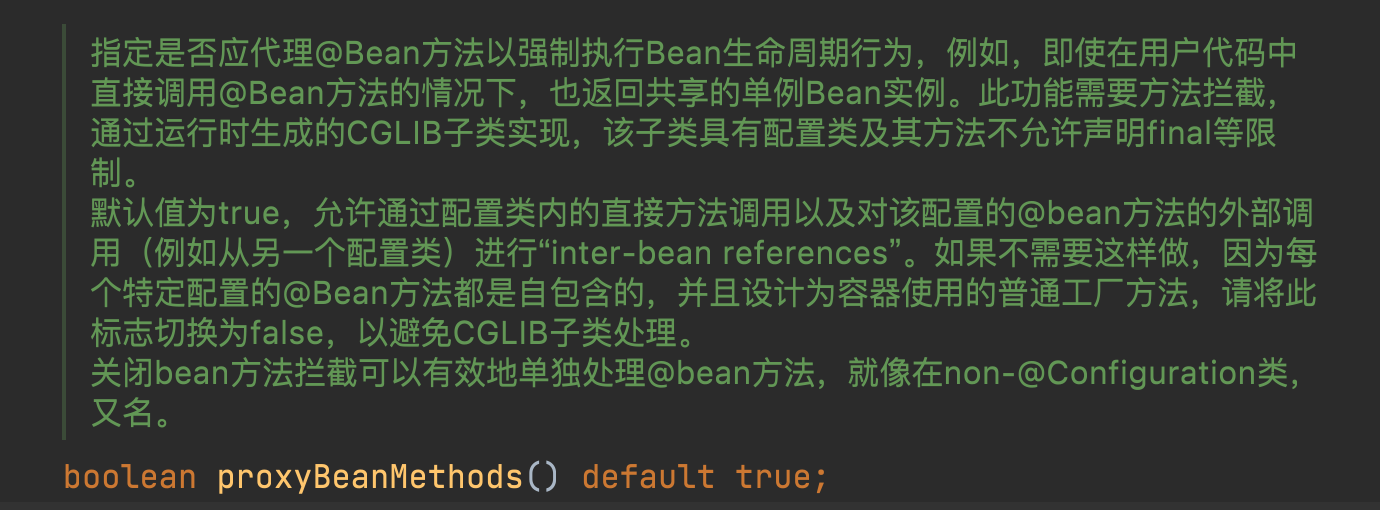 指定是否应代理@Bean方法以强制执行Bean生命周期行为，例如，即使在用户代码中
直接调用@Bean方法的情况下，也返回共享的单例Bean实例。此功能需要方法拦截，
通过运行时生成的CGLIB子类实现，该子类具有配置类及其方法不允许声明final等限
制。
默认值为true，允许通过配置类内的直接方法调用以及对该配置的@bean方法的外部调
用（例如从另一个配置类）进行“inter-bean references”。如果不需要这样做，因为每
个特定配置的@Bean方法都是自包含的，并且设计为容器使用的普通工厂方法，请将此
标志切换为false，以避免CGLIB子类处理。
关闭bean方法拦截可以有效地单独处理@bean方法，就像在non-@Configuration类，
又名。
boolean proxyBeanMethods() default true;